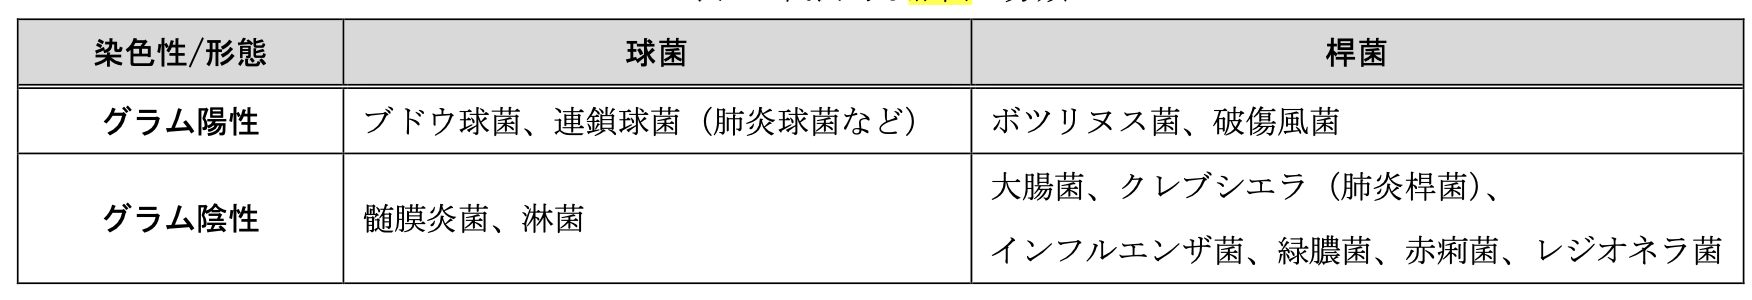 染色性/形態 球菌 桿菌
グラム陽性 ブドウ球菌、連鎖球菌（肺炎球菌など） ボツリヌス菌、破傷風菌
グラム陰性 髄膜炎菌、淋菌 大腸菌、クレブシエラ（肺炎桿菌）、
インフルエンザ菌、緑膿菌、赤痢菌、レジオネラ菌